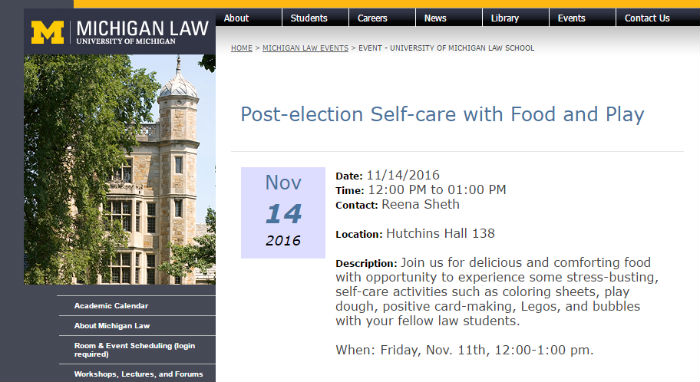 MICHIGAN LAW
UNIVERSITY OF MICHIGAN
About Students Careers News Library Events Contact Us
HOME > MICHIGAN LAW EVENTS > EVENT - UNIVERSITY OF MICHIGAN LAW SCHOOL
Post-election Self-care with Food and Play
Nov
14
2016
Date: 11/14/2016
Time: 12:00 PM to 01:00 PM
Contact: Reena Sheth
Location: Hutchins Hall 138
Description: Join us for delicious and comforting food
with opportunity to experience some stress-busting,
self-care activities such as coloring sheets, play
dough, positive card-making, Legos, and bubbles
with your fellow law students.
When: Friday, Nov. 11th, 12:00-1:00 pm.
Academic Calendar
About Michigan Law
Room & Event Scheduling (login
required)
Workshops, Lectures, and Forums